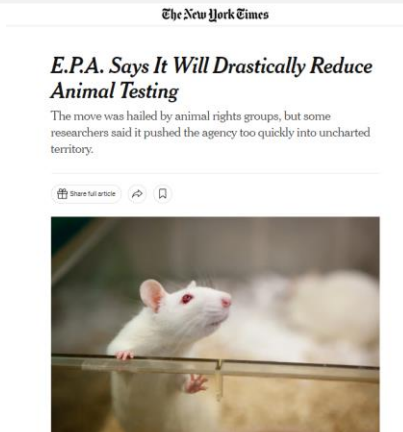 The New York Times
E.P.A. Says It Will Drastically Reduce
Animal Testing
The move was hailed by animal rights groups, but some
researchers said it pushed the agency too quickly into uncharted
territory.
Share full article